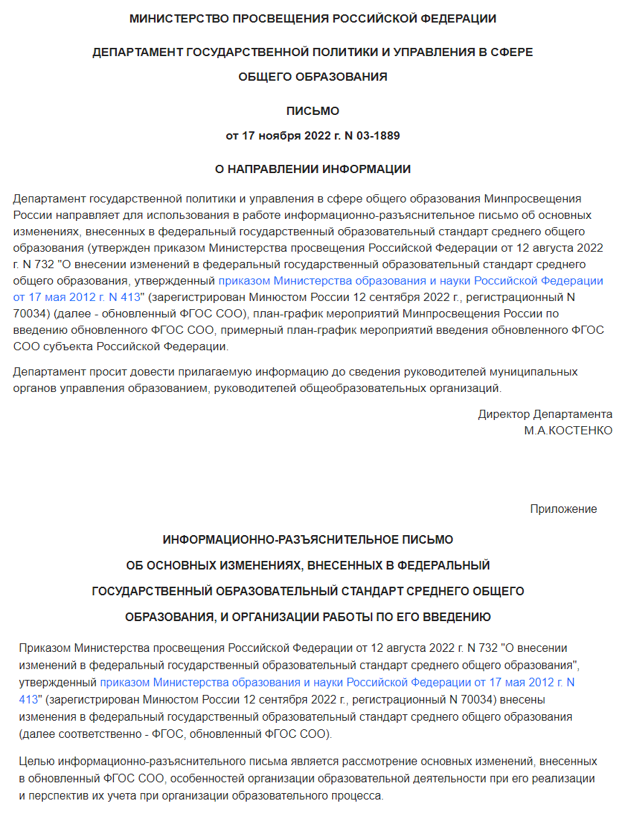 МИНИСТЕРСТВО ПРОСВЕЩЕНИЯ РОССИЙСКОЙ ФЕДЕРАЦИИ
ДЕПАРТАМЕНТ ГОСУДАРСТВЕННОЙ ПОЛИТИКИ И УПРАВЛЕНИЯ В СФЕРЕ
ОБЩЕГО ОБРАЗОВАНИЯ
ПИСЬМО
от 17 ноября 2022 г. N 03-1889
О НАПРАВЛЕНИИ ИНФОРМАЦИИ
Департамент государственной политики и управления в сфере общего образования Минпросвещения
России направляет для использования в работе информационно-разъяснительное письмо об основных
изменениях, внесенных в федеральный государственный образовательный стандарт среднего общего
образования (утвержден приказом Министерства просвещения Российской Федерации от 12 августа 2022
г. N 732 "О внесении изменений в федеральный государственный образовательный стандарт среднего
общего образования, утвержденный приказом Министерства образования и науки Российской Федерации
от 17 мая 2012 г. N 413" (зарегистрирован Минюстом России 12 сентября 2022 г., регистрационный N
70034) (далее - обновленный ФГОС СОО), план-график мероприятий Минпросвещения России по
введению обновленного ФГОС СОО, примерный план-график мероприятий введения обновленного ФГОС
СОО субъекта Российской Федерации.
Департамент просит довести прилагаемую информацию до сведения руководителей муниципальных
органов управления образованием, руководителей общеобразовательных организаций.
Директор Департамента
М.А.КОСТЕНКО
Приложение
ИНФОРМАЦИОННО-РАЗЪЯСНИТЕЛЬНОЕ ПИСЬМО
ОБ ОСНОВНЫХ ИЗМЕНЕНИЯХ, ВНЕСЕННЫХ В ФЕДЕРАЛЬНЫЙ
ГОСУДАРСТВЕННЫЙ ОБРАЗОВАТЕЛЬНЫЙ СТАНДАРТ СРЕДНЕГО ОБЩЕГО
ОБРАЗОВАНИЯ, И ОРГАНИЗАЦИИ РАБОТЫ ПО ЕГО ВВЕДЕНИЮ
Приказом Министерства просвещения Российской Федерации от 12 августа 2022 г. N 732 "О внесении
изменений в федеральный государственный образовательный стандарт среднего общего образования",
утвержденный приказом Министерства образования и науки Российской Федерации от 17 мая 2012 г. N
413" (зарегистрирован Минюстом России 12 сентября 2022 г., регистрационный N 70034) внесены
изменения в федеральный государственный образовательный стандарт среднего общего образования
(далее соответственно - ФГОС, обновленный ФГОС СОО).
Целью информационно-разъяснительного письма является рассмотрение основных изменений, внесенных
в обновленный ФГОС СОО, особенностей организации образовательной деятельности при его реализации
и перспектив их учета при организации образовательного процесса.